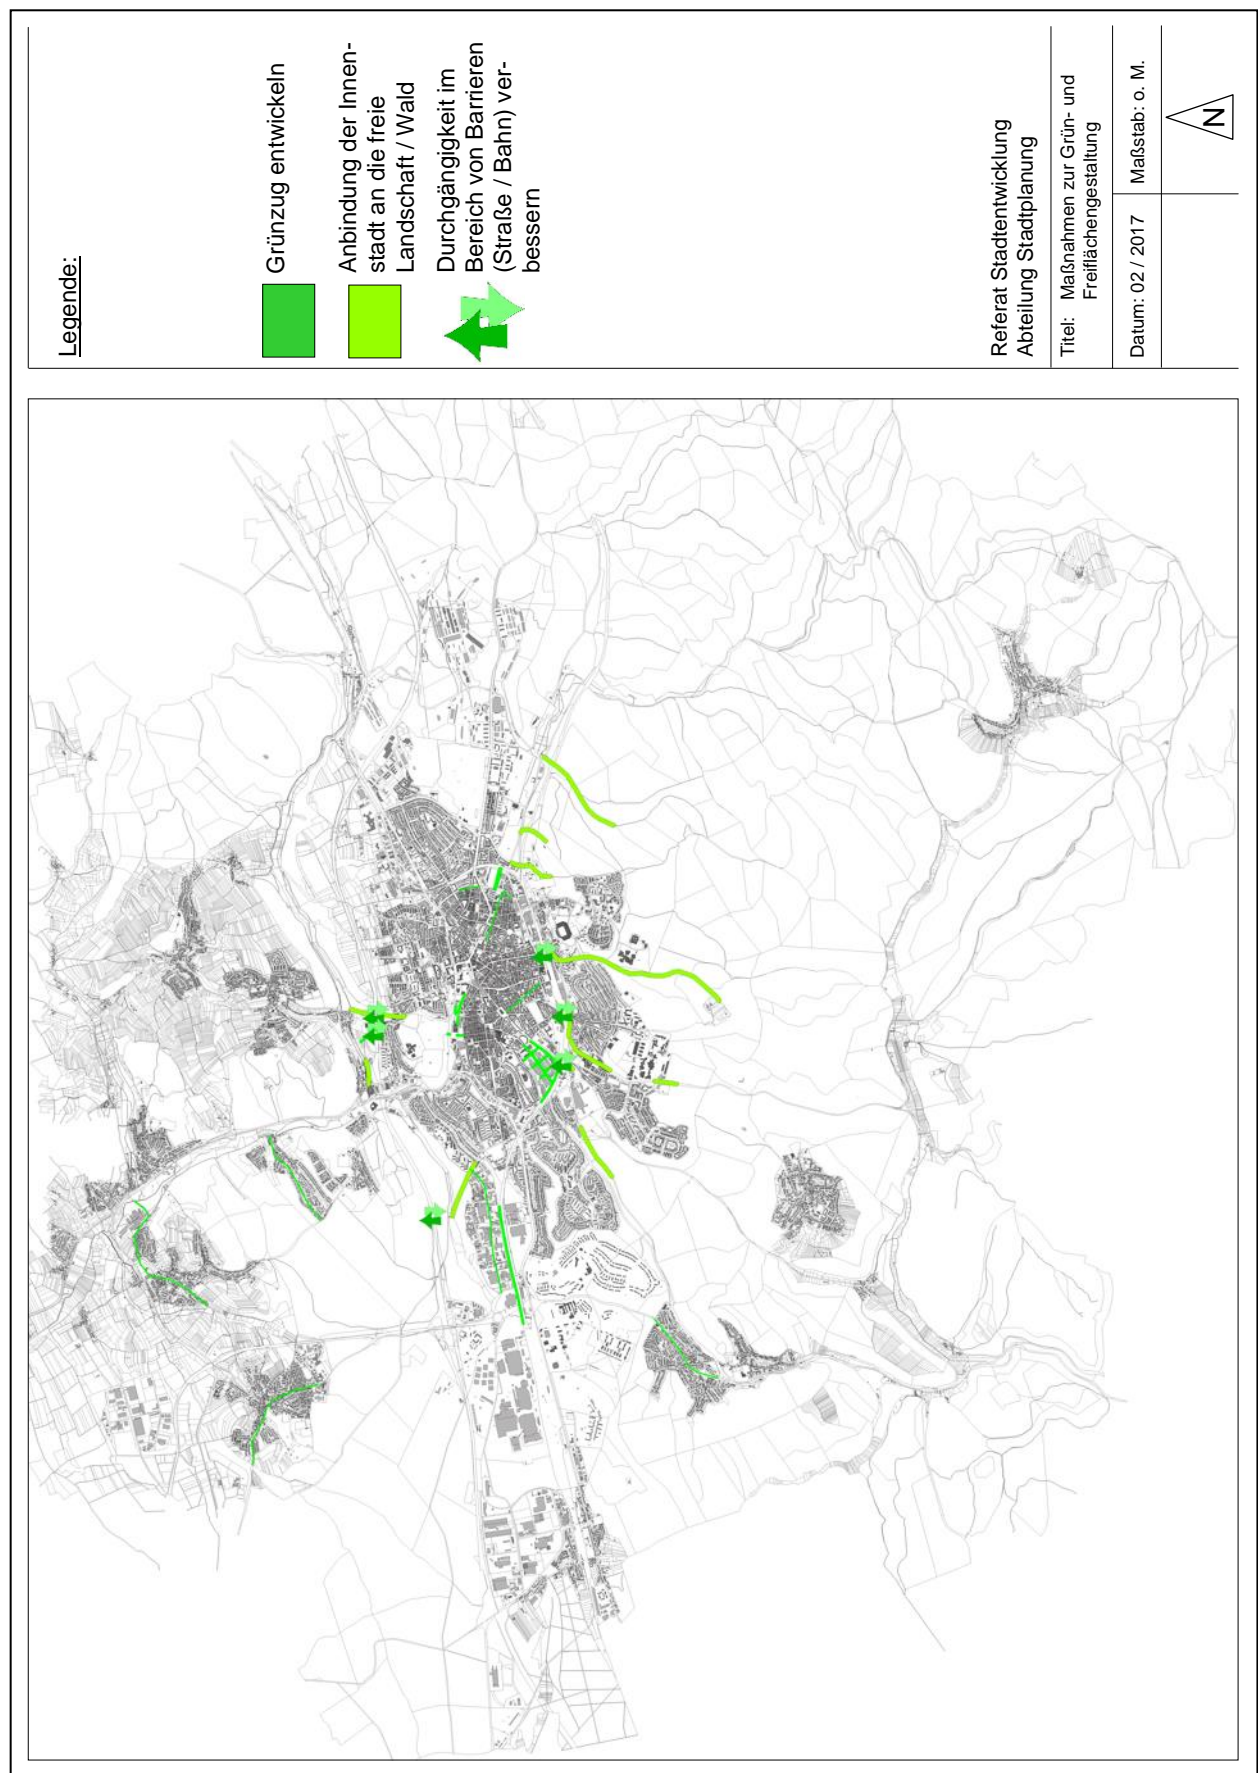 Legende:
Grünzug entwickeln
Anbindung der Innen-
stadt an die freie
Landschaft / Wald
Durchgängigkeit im
Bereich von Barrieren
(Straße / Bahn) ver-
bessern
Referat Stadtentwicklung
Abteilung Stadtplanung
Titel: Maßnahmen zur Grün- und
Freiflächengestaltung
Datum: 02 / 2017 Maßstab: o. M.
N